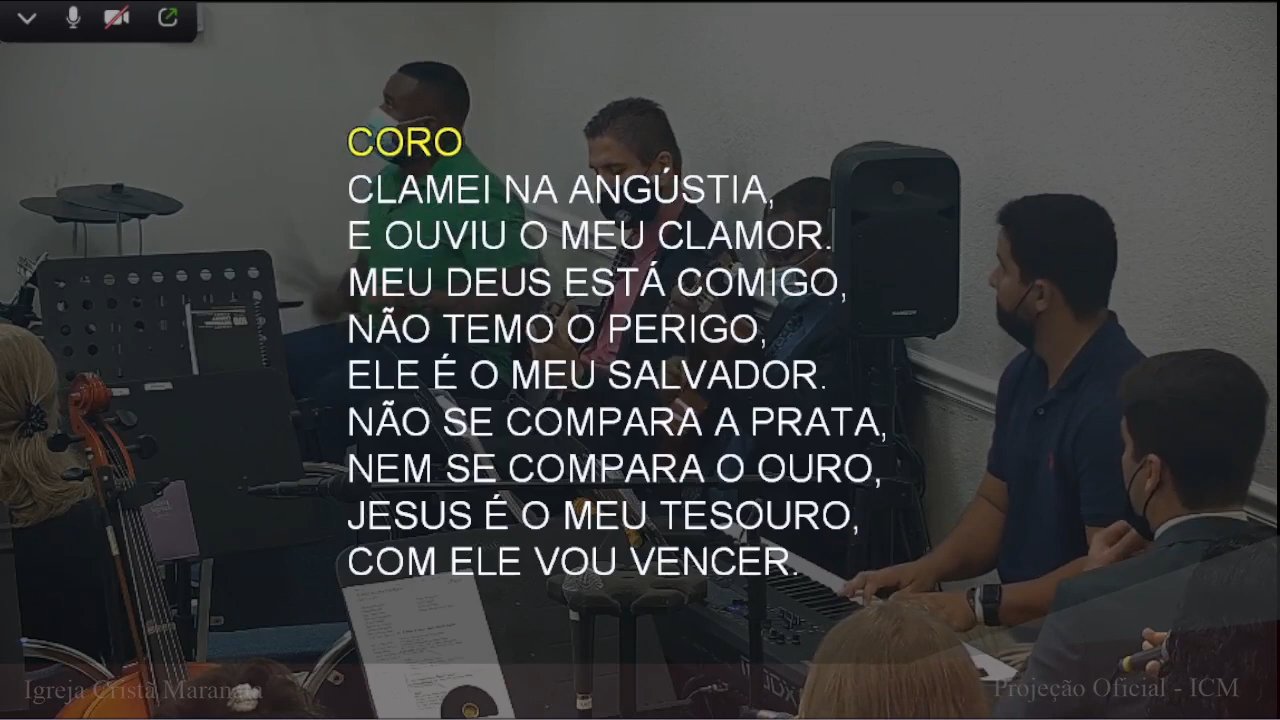 CORO
CLAMEI NA ANGÚSTIA,
E OUVIU O MEU CLAMOR.
MEU DEUS ESTÁ COMIGO,
NÃO TEMO O PERIGO,
ELE É O MEU SALVADOR.
NÃO SE COMPARA A PRATA,
NEM SE COMPARA O OURO,
JESUS É O MEU TESOURO,
COM ELE VOU VENCER.
Igreja Cristã Maranata
Projeção Oficial - ICM